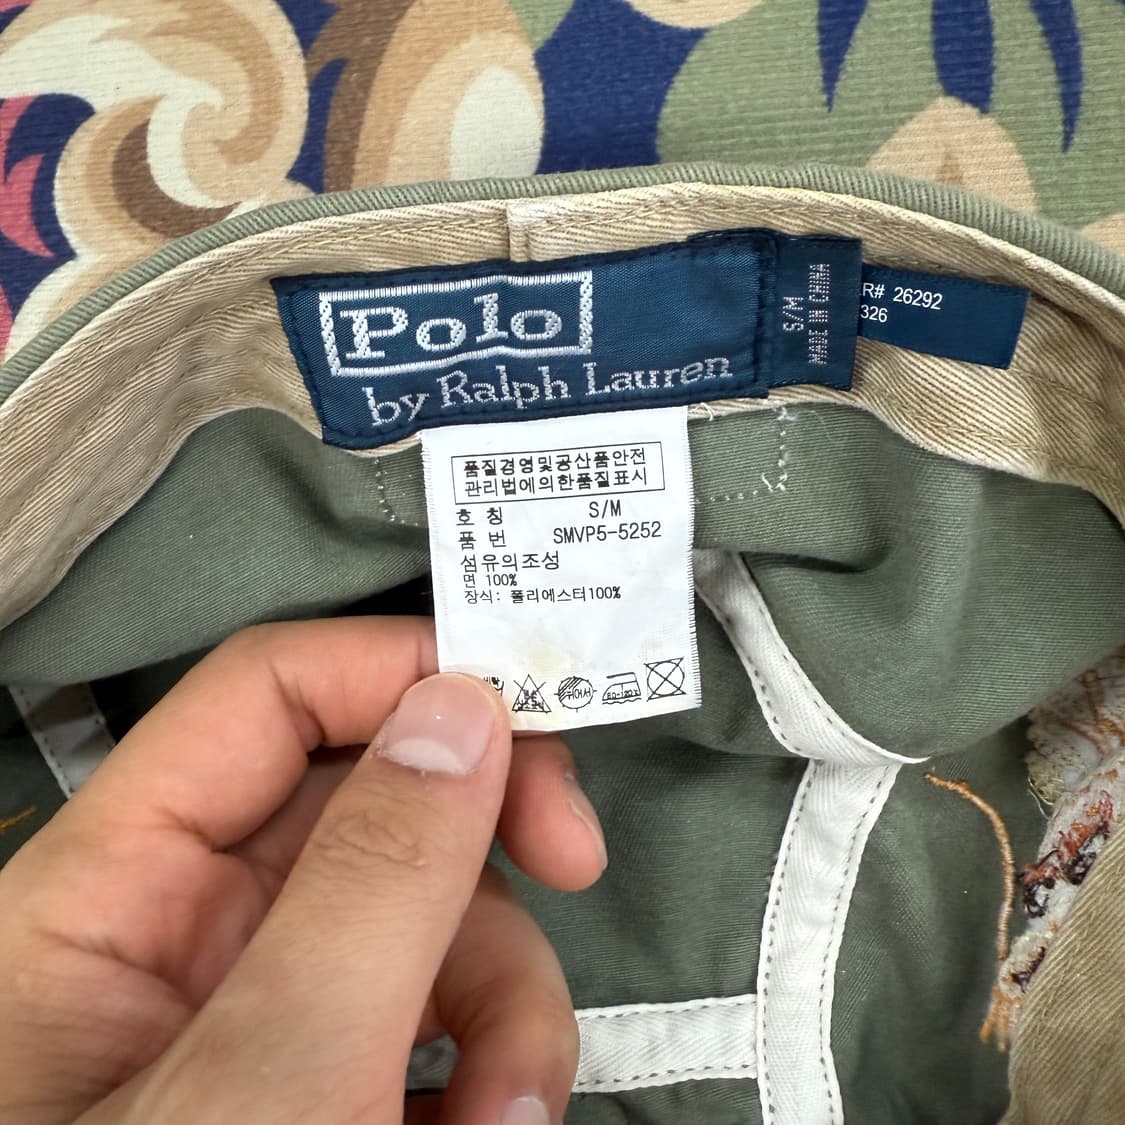 Polo
by Ralph Lauren
S/M
MADE IN CHINA
R# 26292
326
품질경영및공산품안전
관리법에의한품질표시
호 칭 S/M
품 번 SMVP5-5252
섬유의조성
면 100%
장식: 폴리에스터100%